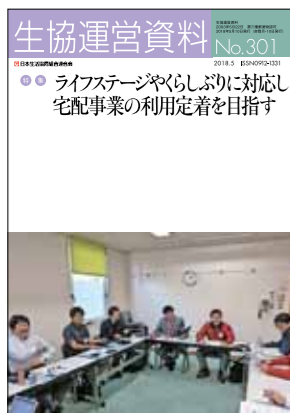 生協運営資料
No.301
日本生活協同組合連合会
2018.5 ISSN0912-1331
特集
ライフステージやくらしぶりに対応し
宅配事業の利用定着を目指す